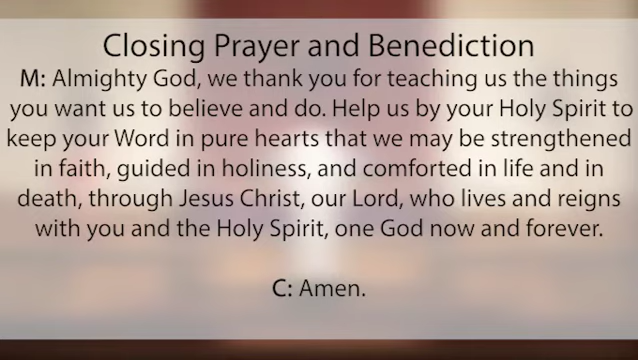 Closing Prayer and Benediction
M: Almighty God, we thank you for teaching us the things
you want us to believe and do. Help us by your Holy Spirit to
keep your Word in pure hearts that we may be strengthened
in faith, guided in holiness, and comforted in life and in
death, through Jesus Christ, our Lord, who lives and reigns
with you and the Holy Spirit, one God now and forever.
C: Amen.